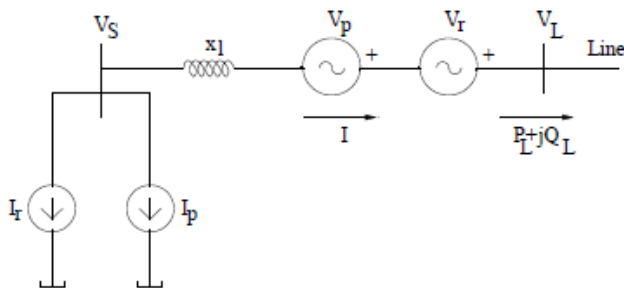 V_S
x_l
V_p
+
V_r
+
V_L
Line
I
P_L+jQ_L
I_r
I_p